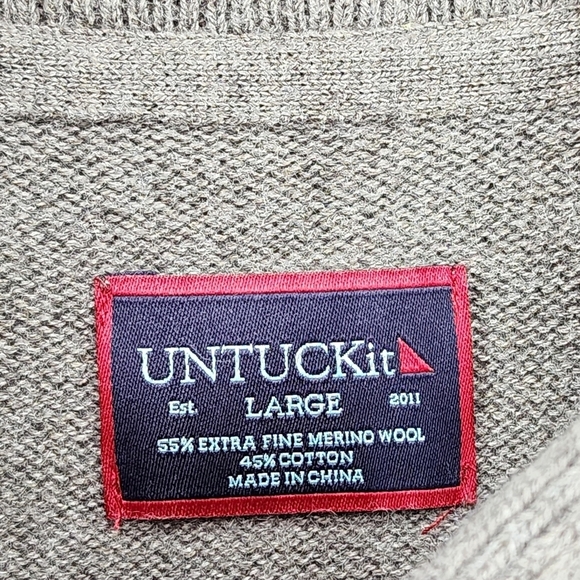 UNTUCKit
Est. LARGE 2011
55% EXTRA FINE MERINO WOOL
45% COTTON
MADE IN CHINA